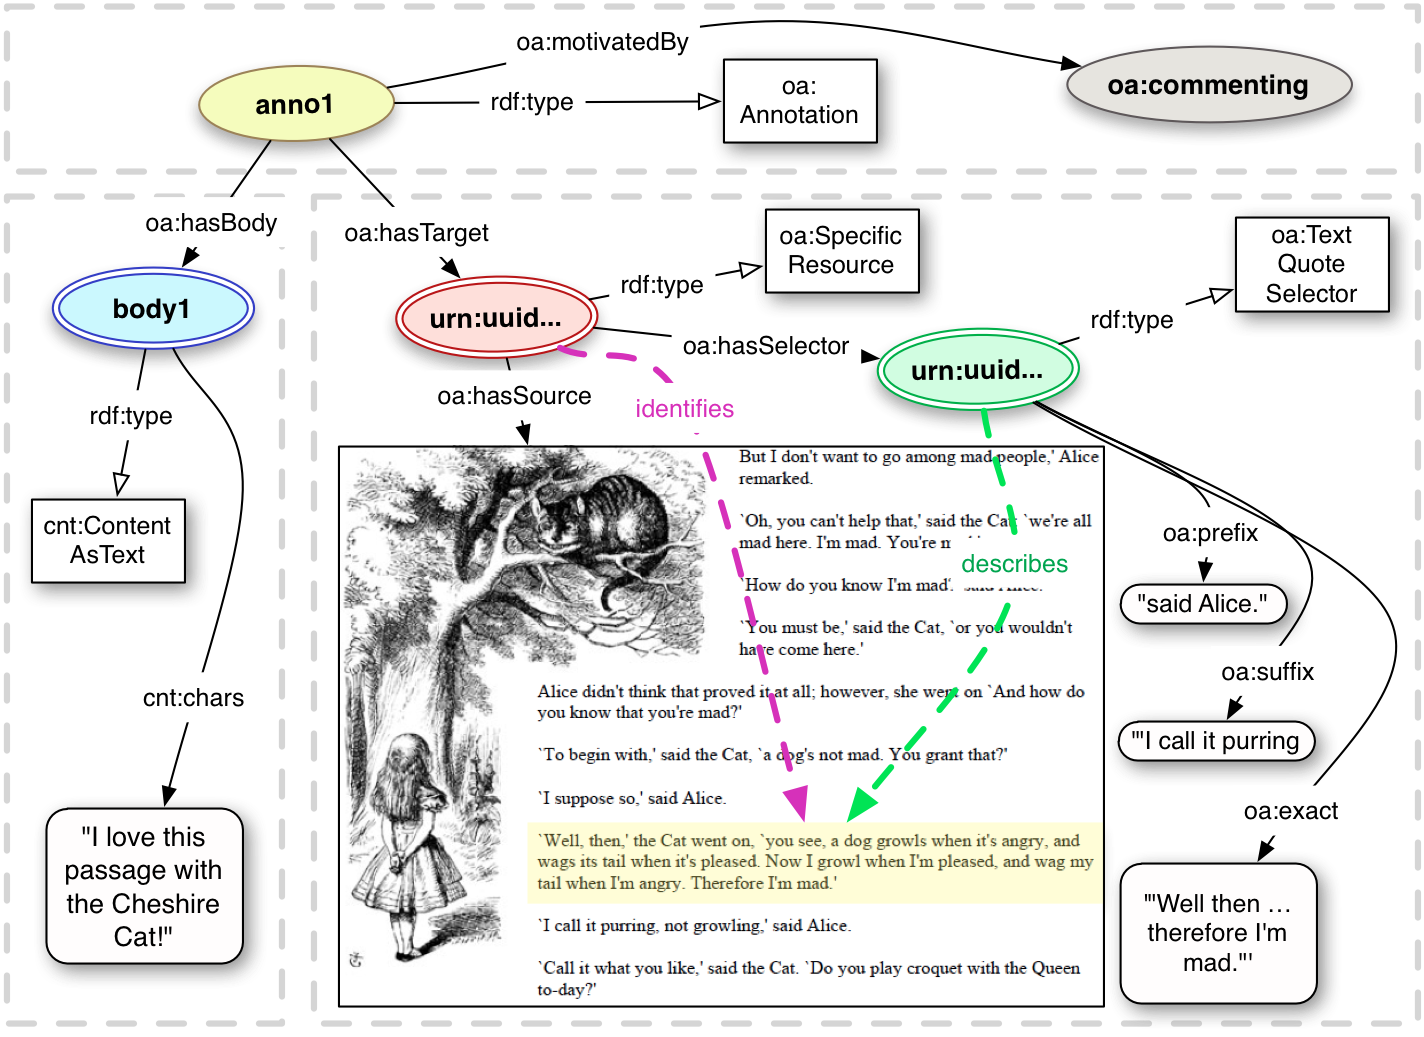 oa:motivatedBy
anno1
rdf:type
oa:
Annotation
oa:commenting
oa:hasBody
body1
rdf:type
cnt:Content
AsText
cnt:chars
"I love this
passage with
the Cheshire
Cat!"
oa:hasTarget
urn:uuid...
rdf:type
oa:Specific
Resource
oa:hasSelector
oa:hasSource
identifies
urn:uuid...
rdf:type
oa:Text
Quote
Selector
describes
But I don't want to go among mad people,' Alice
remarked.
`Oh, you can't help that,' said the Cat: `we're all
mad here. I'm mad. You're
`How do you know I'm mad?' said Alice.
`You must be,' said the Cat, `or you wouldn't
have come here.'
Alice didn't think that proved it at all; however, she went on `And how do
you know that you're mad?'
`To begin with,' said the Cat, `a dog's not mad. You grant that?'
`I suppose so,' said Alice.
`Well, then,' the Cat went on, `you see, a dog growls when it's angry, and
wags its tail when it's pleased. Now I growl when I'm pleased, and wag my
tail when I'm angry. Therefore I'm mad.'
`I call it purring, not growling,' said Alice.
`Call it what you like,' said the Cat. `Do you play croquet with the Queen
to-day?'
oa:prefix
"said Alice."
oa:suffix
"'I call it purring
oa:exact
"'Well then …
therefore I'm
mad."'